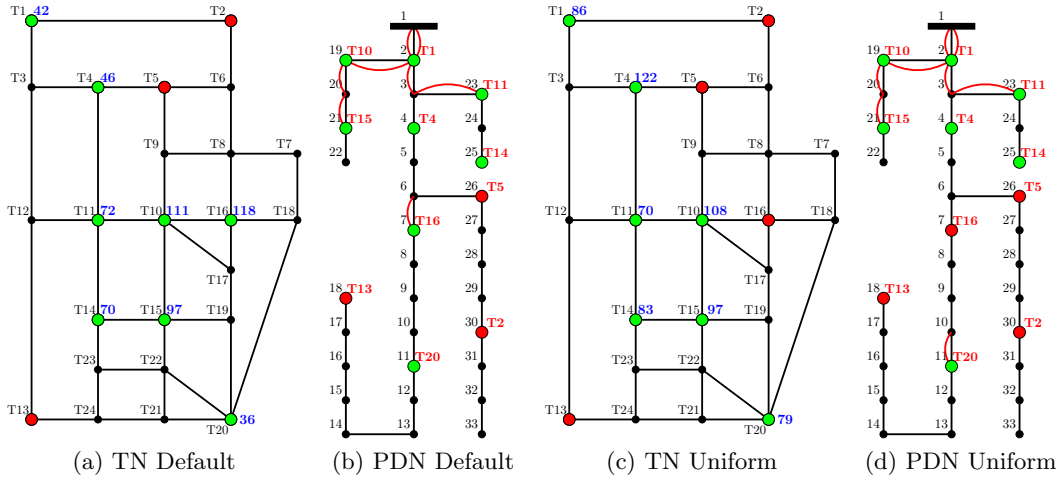 T1 42 T2
T3 T4 46 T5 T6
T9 T8 T7
T12 T11 72 T10 111 T16 118 T18
T17
T14 70 T15 97 T19
T23 T22
T13 T24 T21 T20 36
(a) TN Default
1
19 T10 2 T1
20 3 23 T11
21 T15 4 T4 24
22 5 25 T14
6 26 T5
7 T16 27
8 28
18 T13 9 29
17 10 30 T2
16 11 T20 31
15 12 32
14 13 33
(b) PDN Default
T1 86 T2
T3 T4 122 T5 T6
T9 T8 T7
T12 T11 70 T10 108 T16 T18
T17
T14 83 T15 97 T19
T23 T22
T13 T24 T21 T20 79
(c) TN Uniform
1
19 T10 2 T1
20 3 23 T11
21 T15 4 T4 24
22 5 25 T14
6 26 T5
7 T16 27
8 28
18 T13 9 29
17 10 30 T2
16 11 T20 31
15 12 32
14 13 33
(d) PDN Uniform